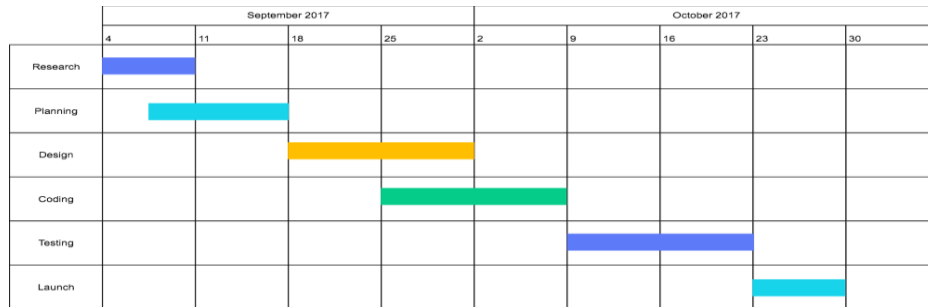 September 2017 October 2017
4 11 18 25 2 9 16 23 30
Research
Planning
Design
Coding
Testing
Launch